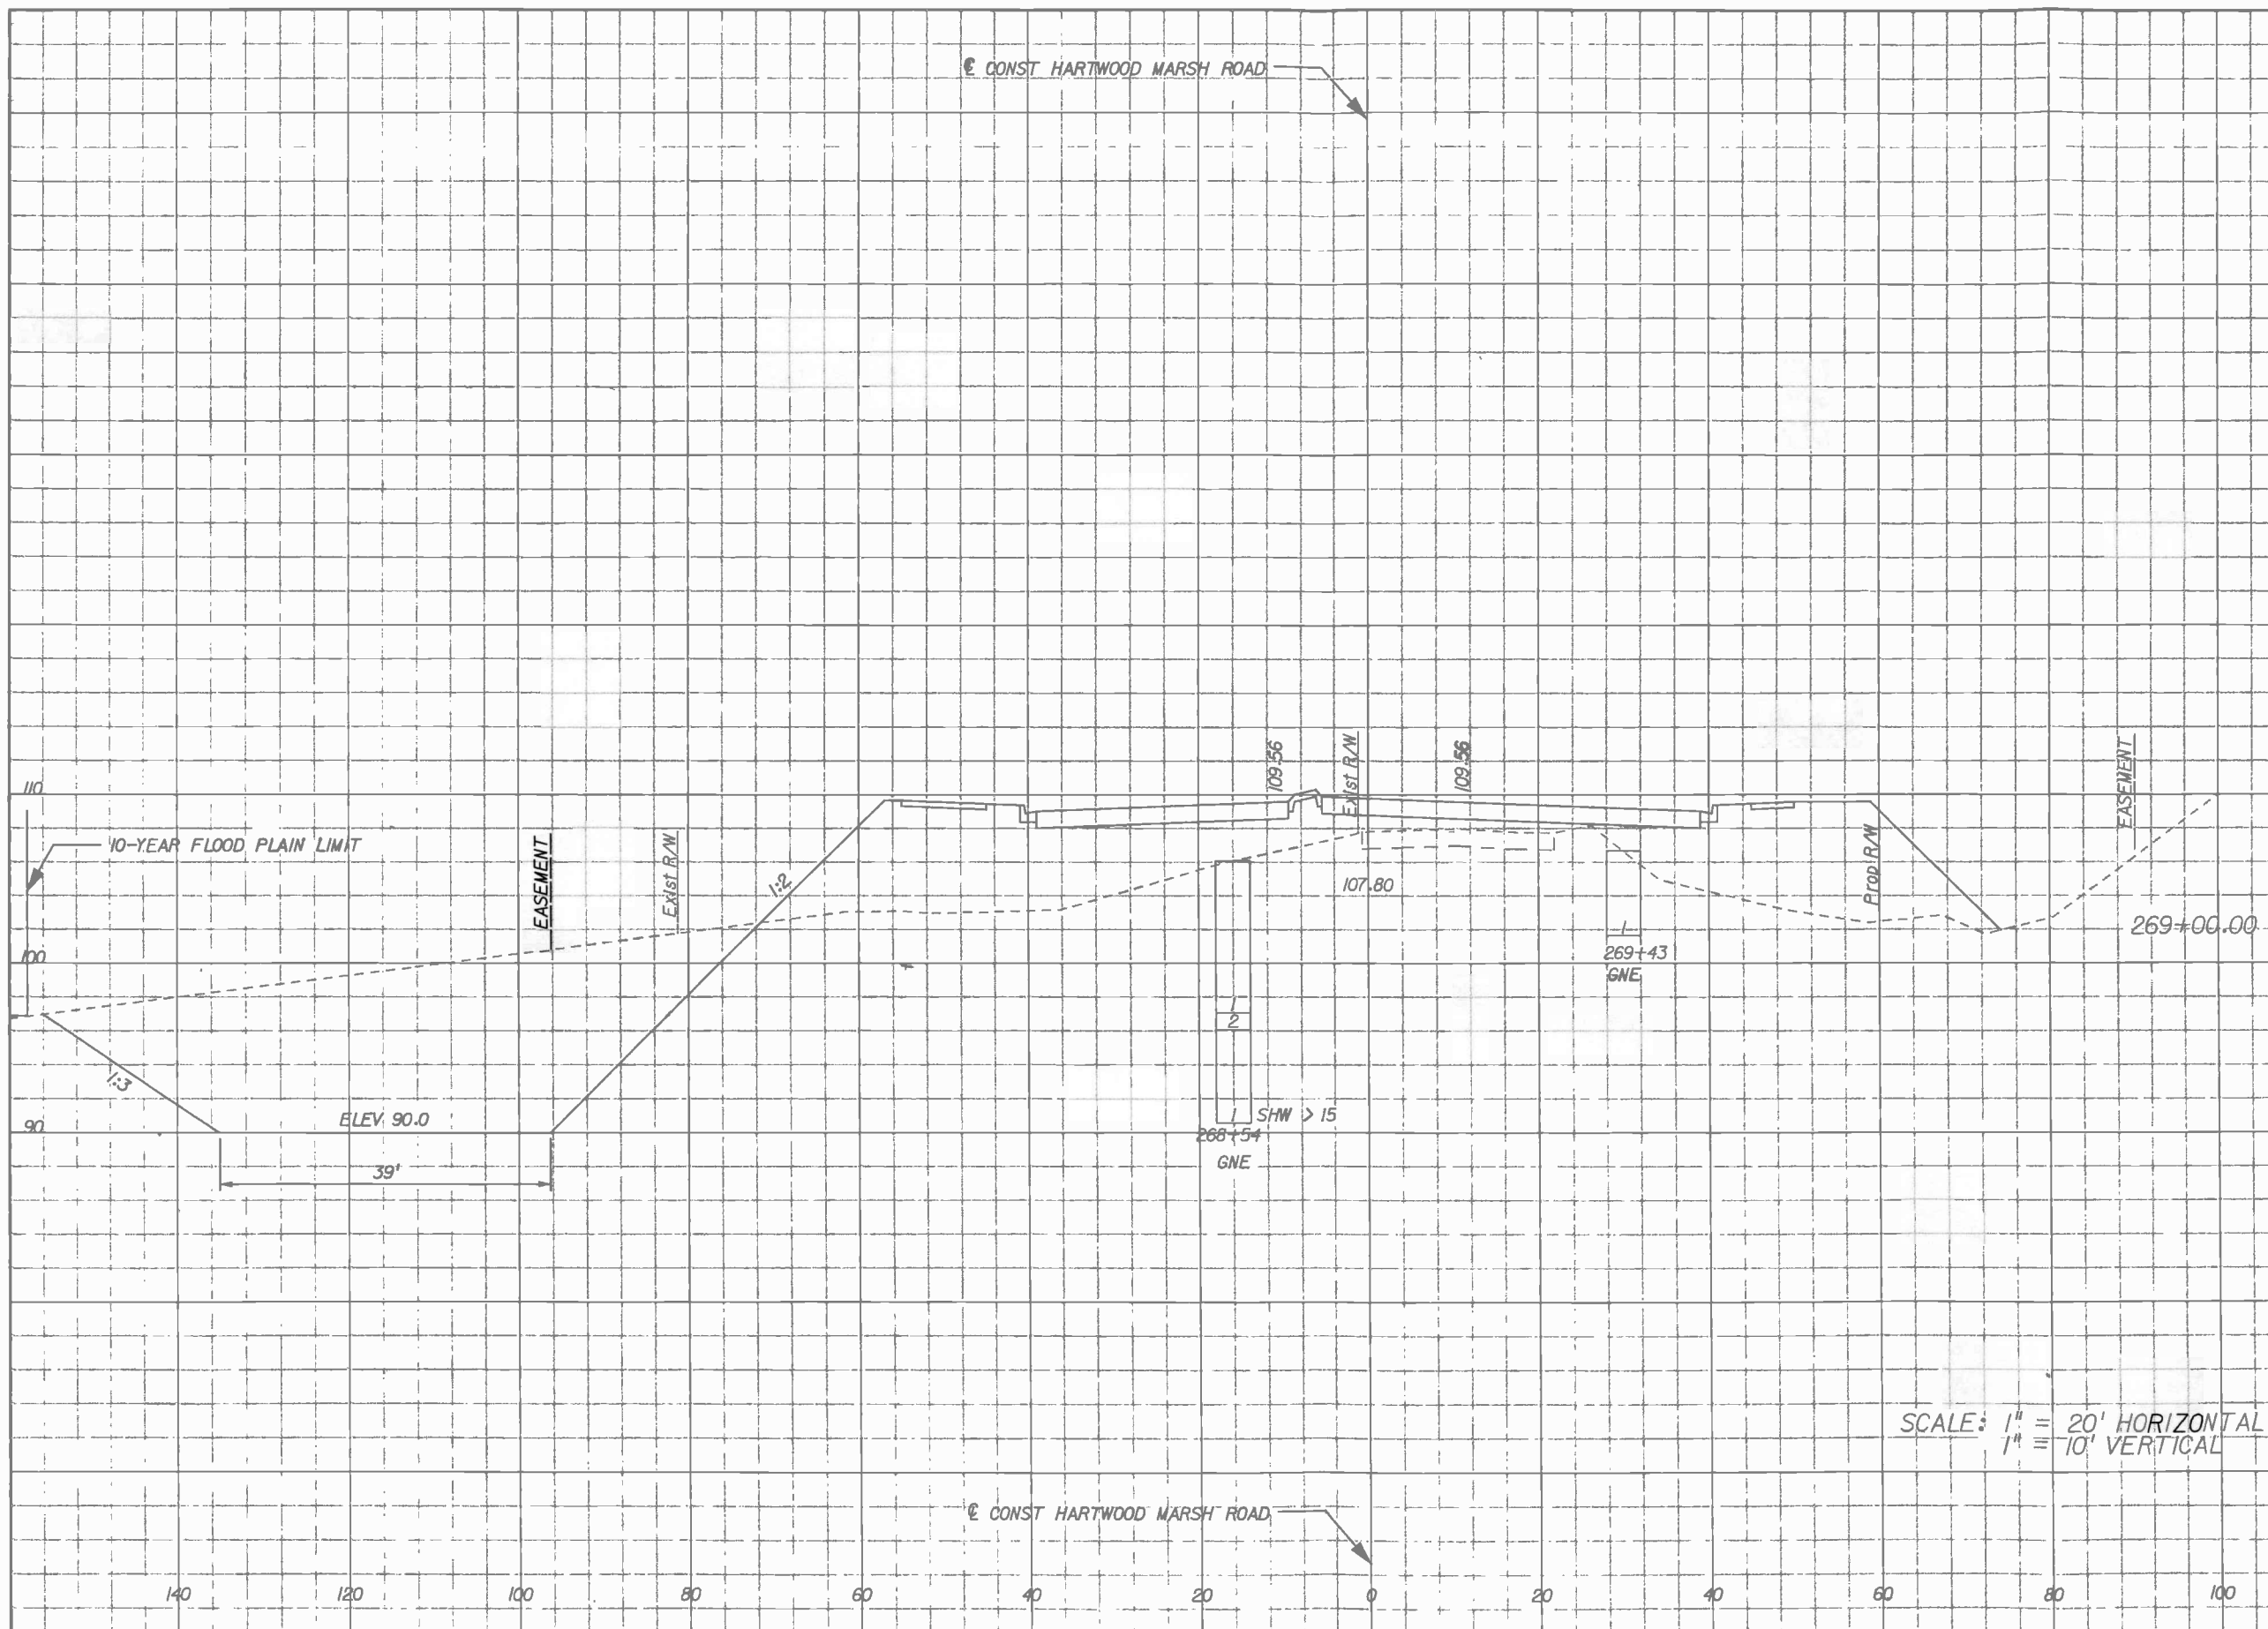 ℄ CONST HARTWOOD MARSH ROAD
109.56
Exist R/W
109.56
EASEMENT
110
10-YEAR FLOOD PLAIN LIMIT
EASEMENT
Exist R/W
1:2
107.80
Prop R/W
1
269+43
GNE
269+00.00
100
1
2
1:3
ELEV 90.0
1
SHW > 15
90
268+54
GNE
39'
SCALE: 1" = 20' HORIZONTAL
1" = 10' VERTICAL
℄ CONST HARTWOOD MARSH ROAD
140 120 100 80 60 40 20 0 20 40 60 80 100